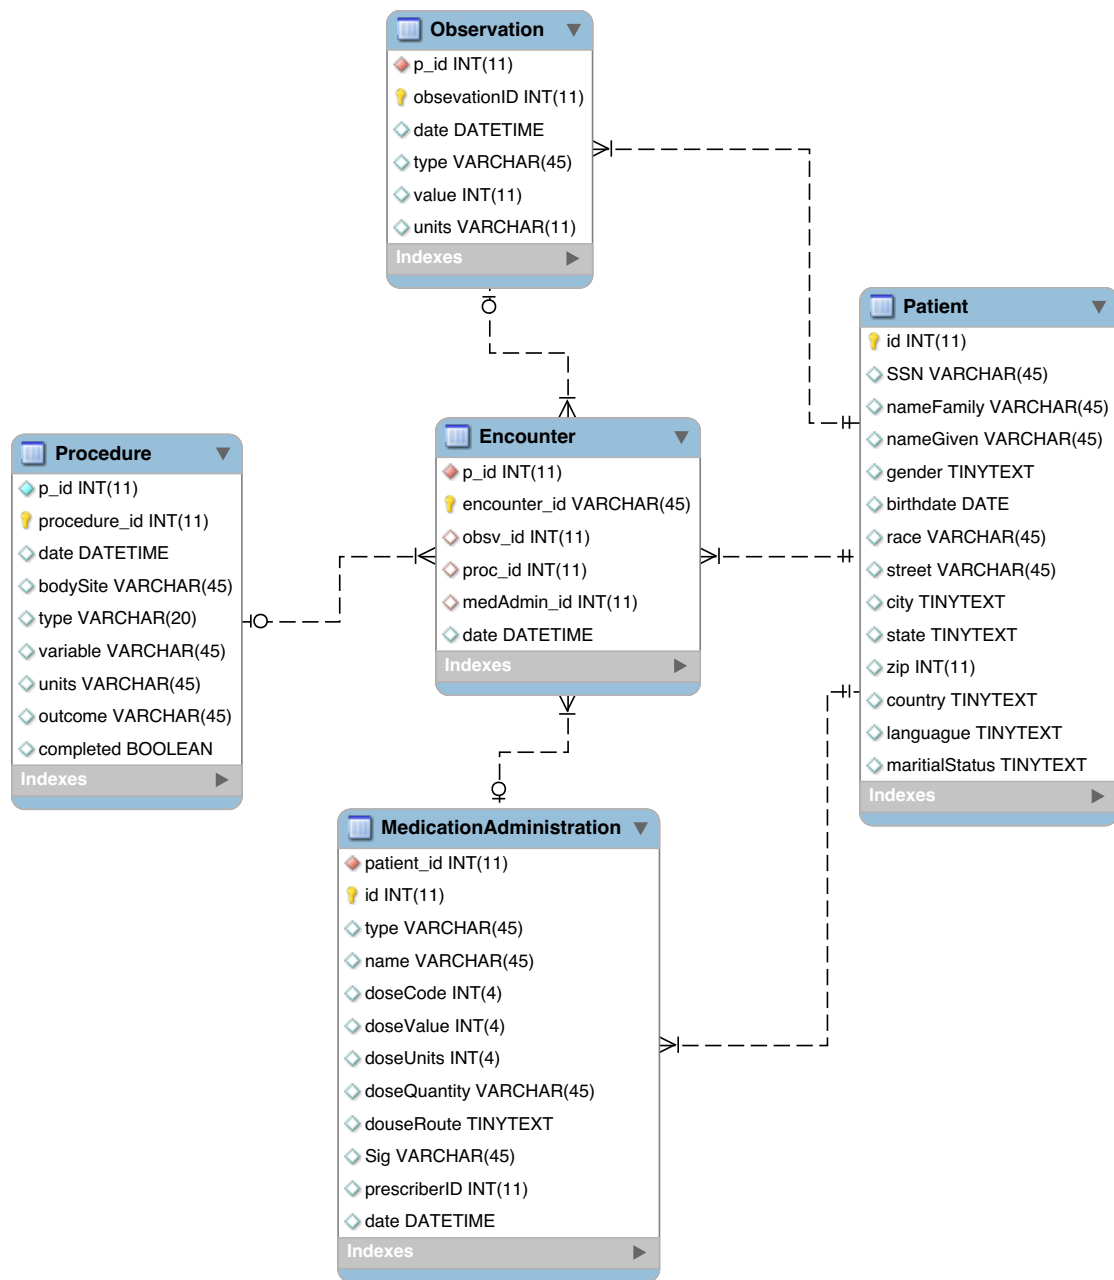 Observation
p_id INT(11)
obsevationID INT(11)
date DATETIME
type VARCHAR(45)
value INT(11)
units VARCHAR(11)
Indexes
Patient
id INT(11)
SSN VARCHAR(45)
nameFamily VARCHAR(45)
nameGiven VARCHAR(45)
gender TINYTEXT
birthdate DATE
race VARCHAR(45)
street VARCHAR(45)
city TINYTEXT
state TINYTEXT
zip INT(11)
country TINYTEXT
languague TINYTEXT
maritialStatus TINYTEXT
Indexes
Encounter
p_id INT(11)
encounter_id VARCHAR(45)
obsv_id INT(11)
proc_id INT(11)
medAdmin_id INT(11)
date DATETIME
Indexes
Procedure
p_id INT(11)
procedure_id INT(11)
date DATETIME
bodySite VARCHAR(45)
type VARCHAR(20)
variable VARCHAR(45)
units VARCHAR(45)
outcome VARCHAR(45)
completed BOOLEAN
Indexes
MedicationAdministration
patient_id INT(11)
id INT(11)
type VARCHAR(45)
name VARCHAR(45)
doseCode INT(4)
doseValue INT(4)
doseUnits INT(4)
doseQuantity VARCHAR(45)
douseRoute TINYTEXT
Sig VARCHAR(45)
prescriberID INT(11)
date DATETIME
Indexes